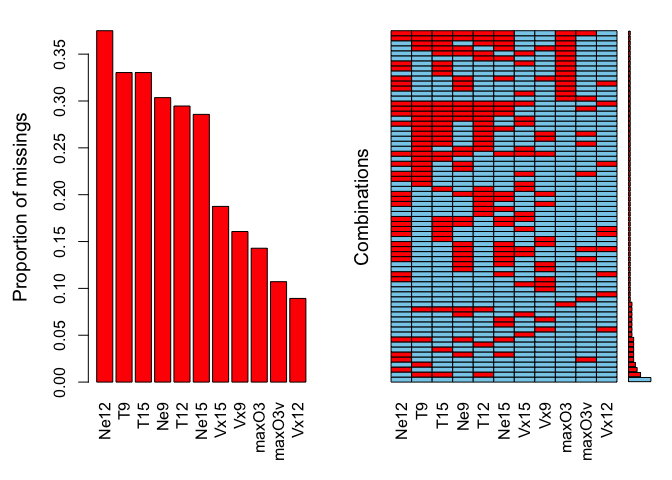 Proportion of missings
0.35
0.30
0.25
0.20
0.15
0.10
0.05
0.00
Ne12
T9
T15
Ne9
T12
Ne15
Vx15
Vx9
maxO3
maxO3v
Vx12
Combinations
Ne12
T9
T15
Ne9
T12
Ne15
Vx15
Vx9
maxO3
maxO3v
Vx12